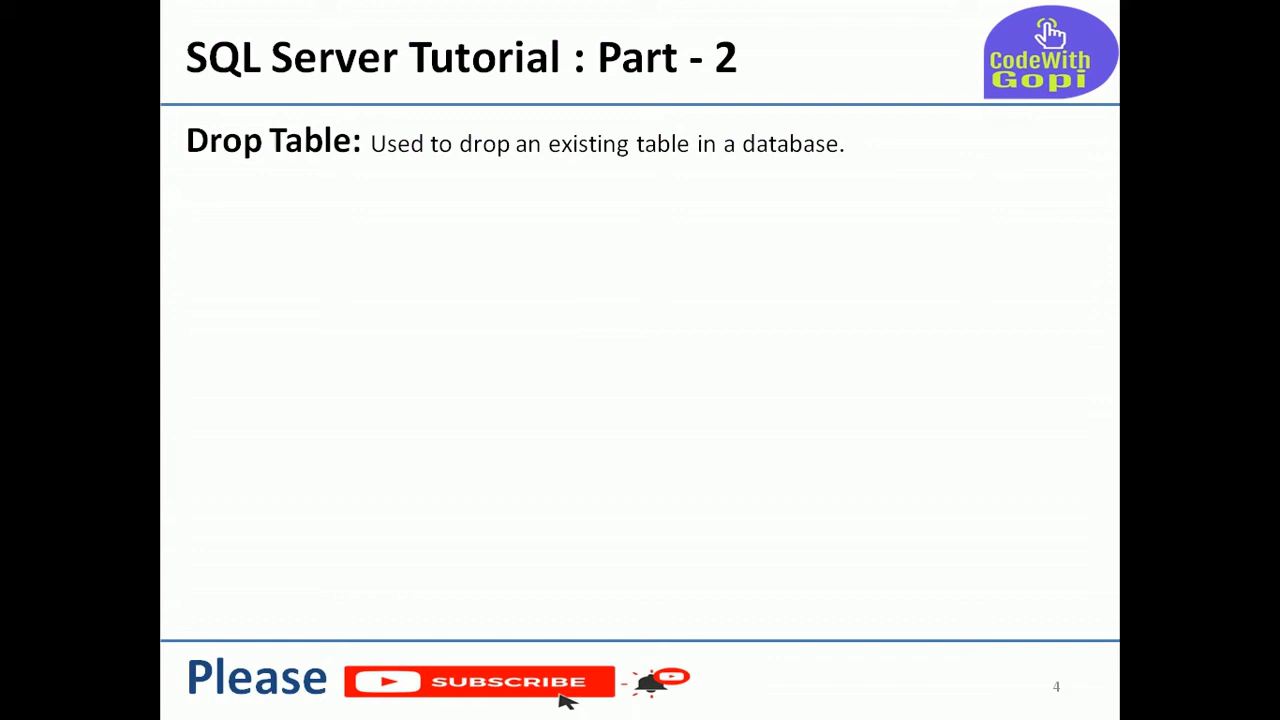 SQL Server Tutorial : Part - 2
CodeWith
Gopi
Drop Table: Used to drop an existing table in a database.
Please SUBSCRIBE
4